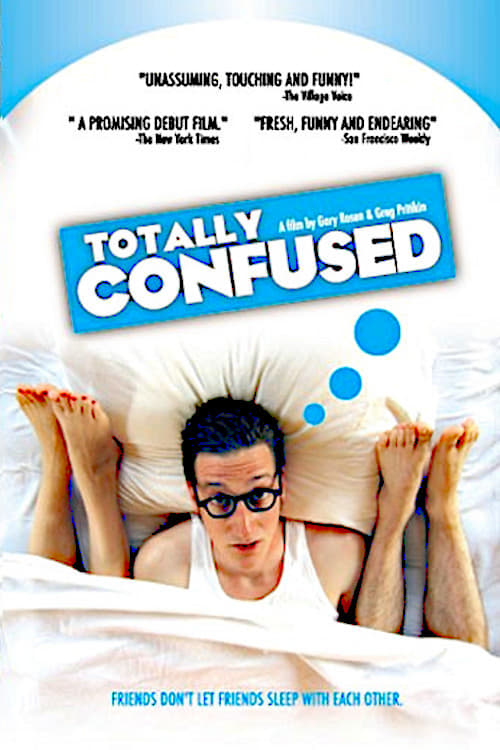 "UNASSUMING, TOUCHING AND FUNNY!"
-The Village Voice
"A PROMISING DEBUT FILM."
-The New York Times
"FRESH, FUNNY AND ENDEARING"
-San Francisco Weekly
TOTALLY
A film by Gary Rosen & Greg Pritikin
CONFUSED
FRIENDS DON'T LET FRIENDS SLEEP WITH EACH OTHER.